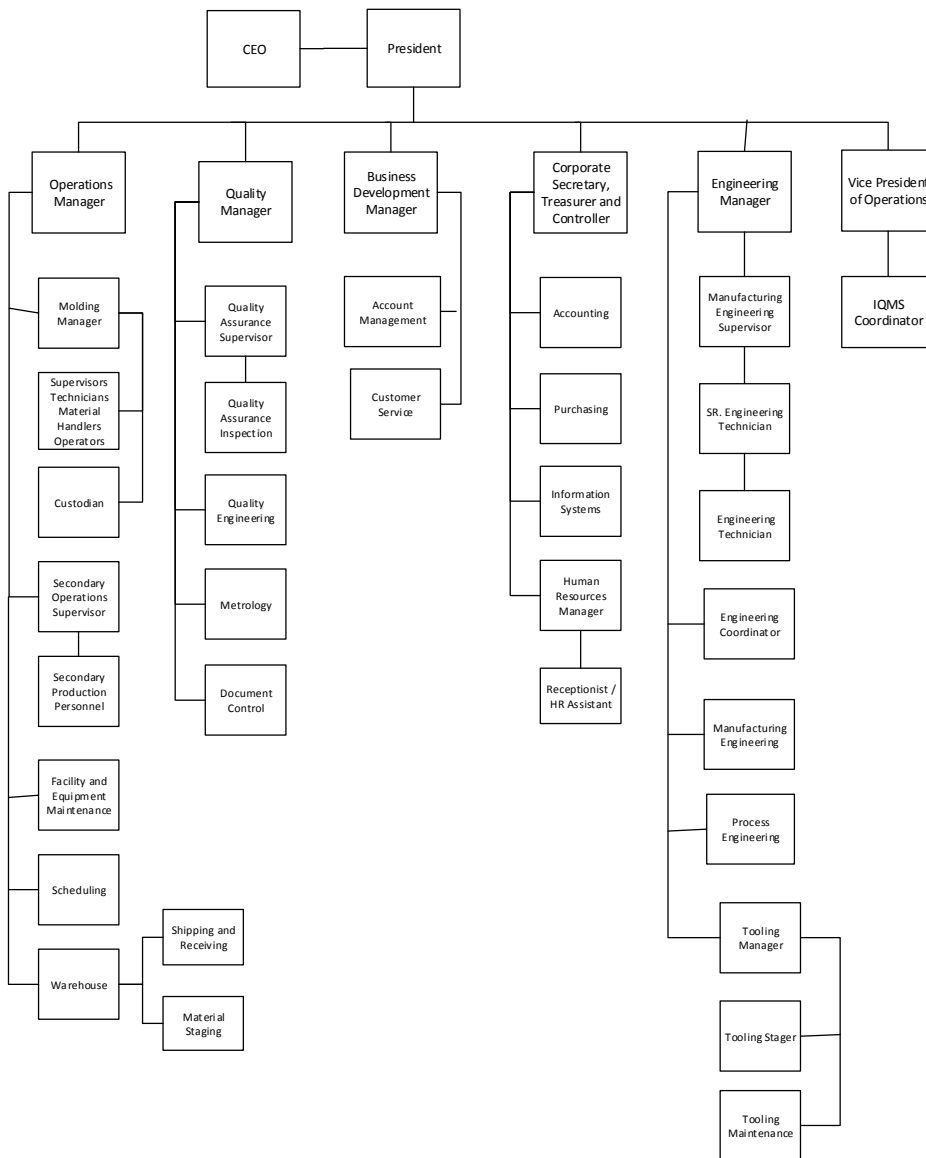 CEO
President
Operations
Manager
Quality
Manager
Business
Development
Manager
Corporate
Secretary,
Treasurer and
Controller
Engineering
Manager
Vice President
of Operations
Molding
Manager
Supervisors
Technicians
Material
Handlers
Operators
Custodian
Secondary
Operations
Supervisor
Secondary
Production
Personnel
Facility and
Equipment
Maintenance
Scheduling
Warehouse
Shipping and
Receiving
Material
Staging
Quality
Assurance
Supervisor
Quality
Assurance
Inspection
Quality
Engineering
Metrology
Document
Control
Account
Management
Customer
Service
Accounting
Purchasing
Information
Systems
Human
Resources
Manager
Receptionist /
HR Assistant
Manufacturing
Engineering
Supervisor
SR. Engineering
Technician
Engineering
Technician
Engineering
Coordinator
Manufacturing
Engineering
Process
Engineering
Tooling
Manager
Tooling Stager
Tooling
Maintenance
IQMS
Coordinator